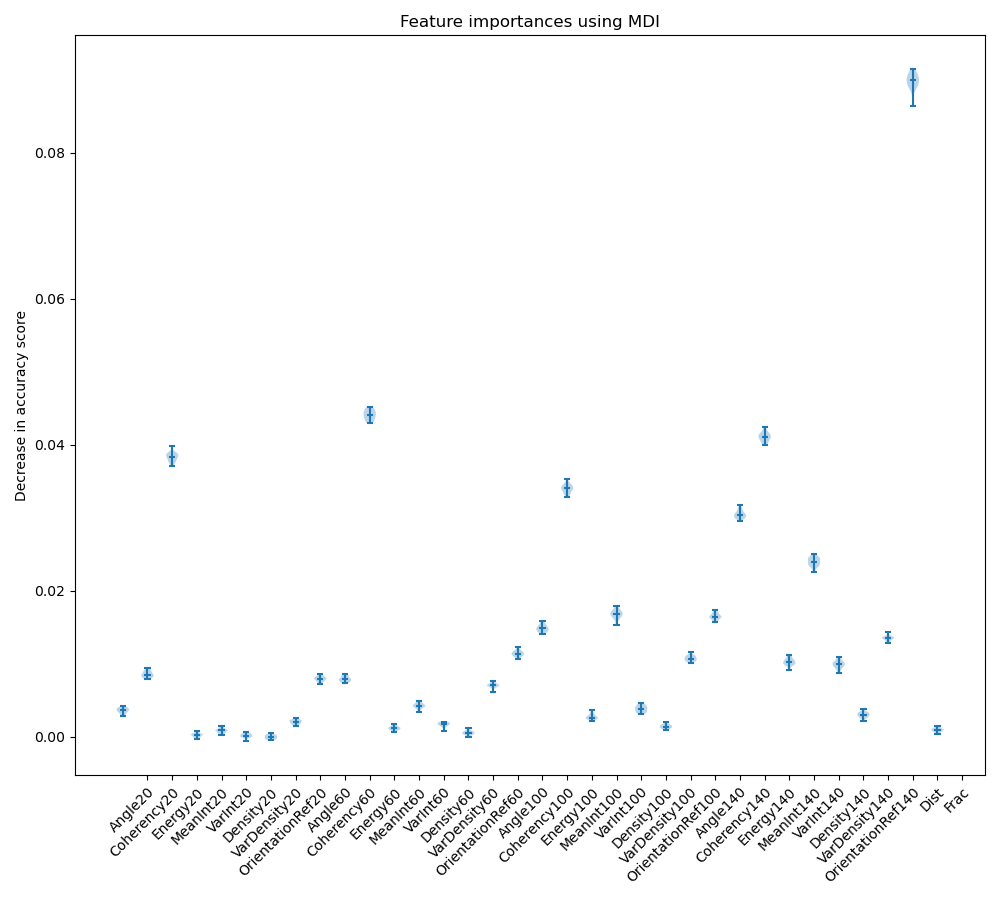 Feature importances using MDI
Decrease in accuracy score
0.08
0.06
0.04
0.02
0.00
Angle20
Coherency20
Energy20
MeanInt20
VarInt20
Density20
VarDensity20
OrientationRef20
Angle60
Coherency60
Energy60
MeanInt60
VarInt60
Density60
VarDensity60
OrientationRef60
Angle100
Coherency100
Energy100
MeanInt100
VarInt100
Density100
VarDensity100
OrientationRef100
Angle140
Coherency140
Energy140
MeanInt140
VarInt140
Density140
VarDensity140
OrientationRef140
Dist
Frac